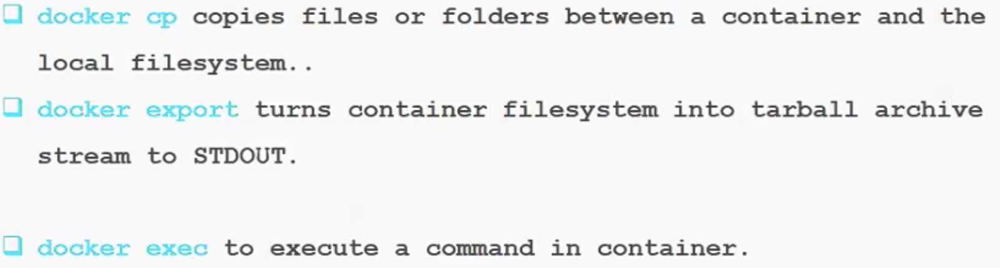 ❏ docker cp copies files or folders between a container and the
local filesystem..
❏ docker export turns container filesystem into tarball archive
stream to STDOUT.
❏ docker exec to execute a command in container.